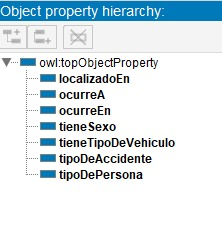 Object property hierarchy:
owl:topObjectProperty
localizadoEn
ocurreA
ocurreEn
tieneSexo
tieneTipoDeVehiculo
tipoDeAccidente
tipoDePersona